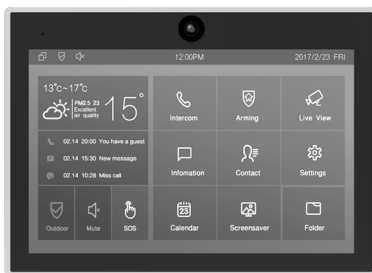 12:00PM
2017/2/23 FRI
13°c~17°c
PM2.5 23
Excellent
air quality
15°
02.14 20:00 You have a guest
02.14 15:30 New message
02.14 10:28 Miss call
Outdoor
Mute
SOS
Intercom
Arming
Live View
Infomation
Contact
Settings
23
Calendar
Screensaver
Folder